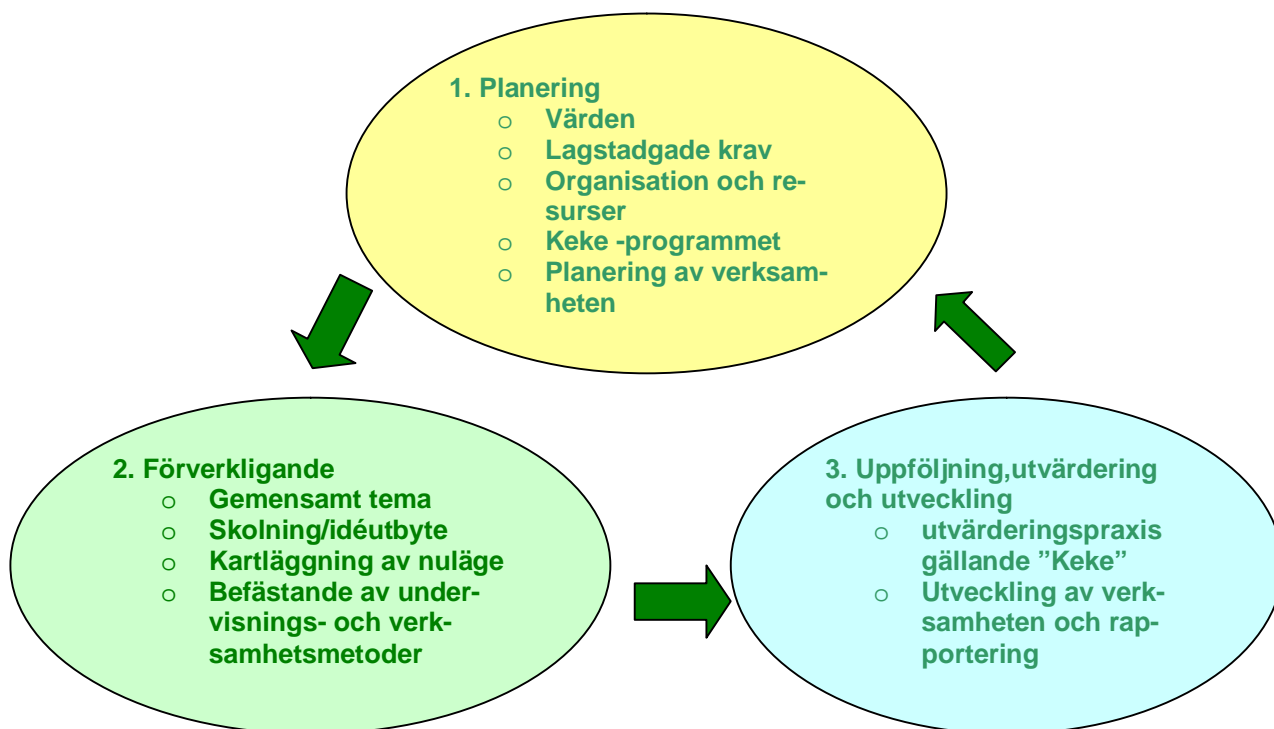 1. Planering
o Värden
o Lagstadgade krav
o Organisation och re-
surser
o Keke -programmet
o Planering av verksam-
heten
2. Förverkligande
o Gemensamt tema
o Skolning/idéutbyte
o Kartläggning av nuläge
o Befästande av under-
visnings- och verk-
samhetsmetoder
3. Uppföljning,utvärdering
och utveckling
o utvärderingspraxis
gällande ”Keke”
o Utveckling av verk-
samheten och rap-
portering